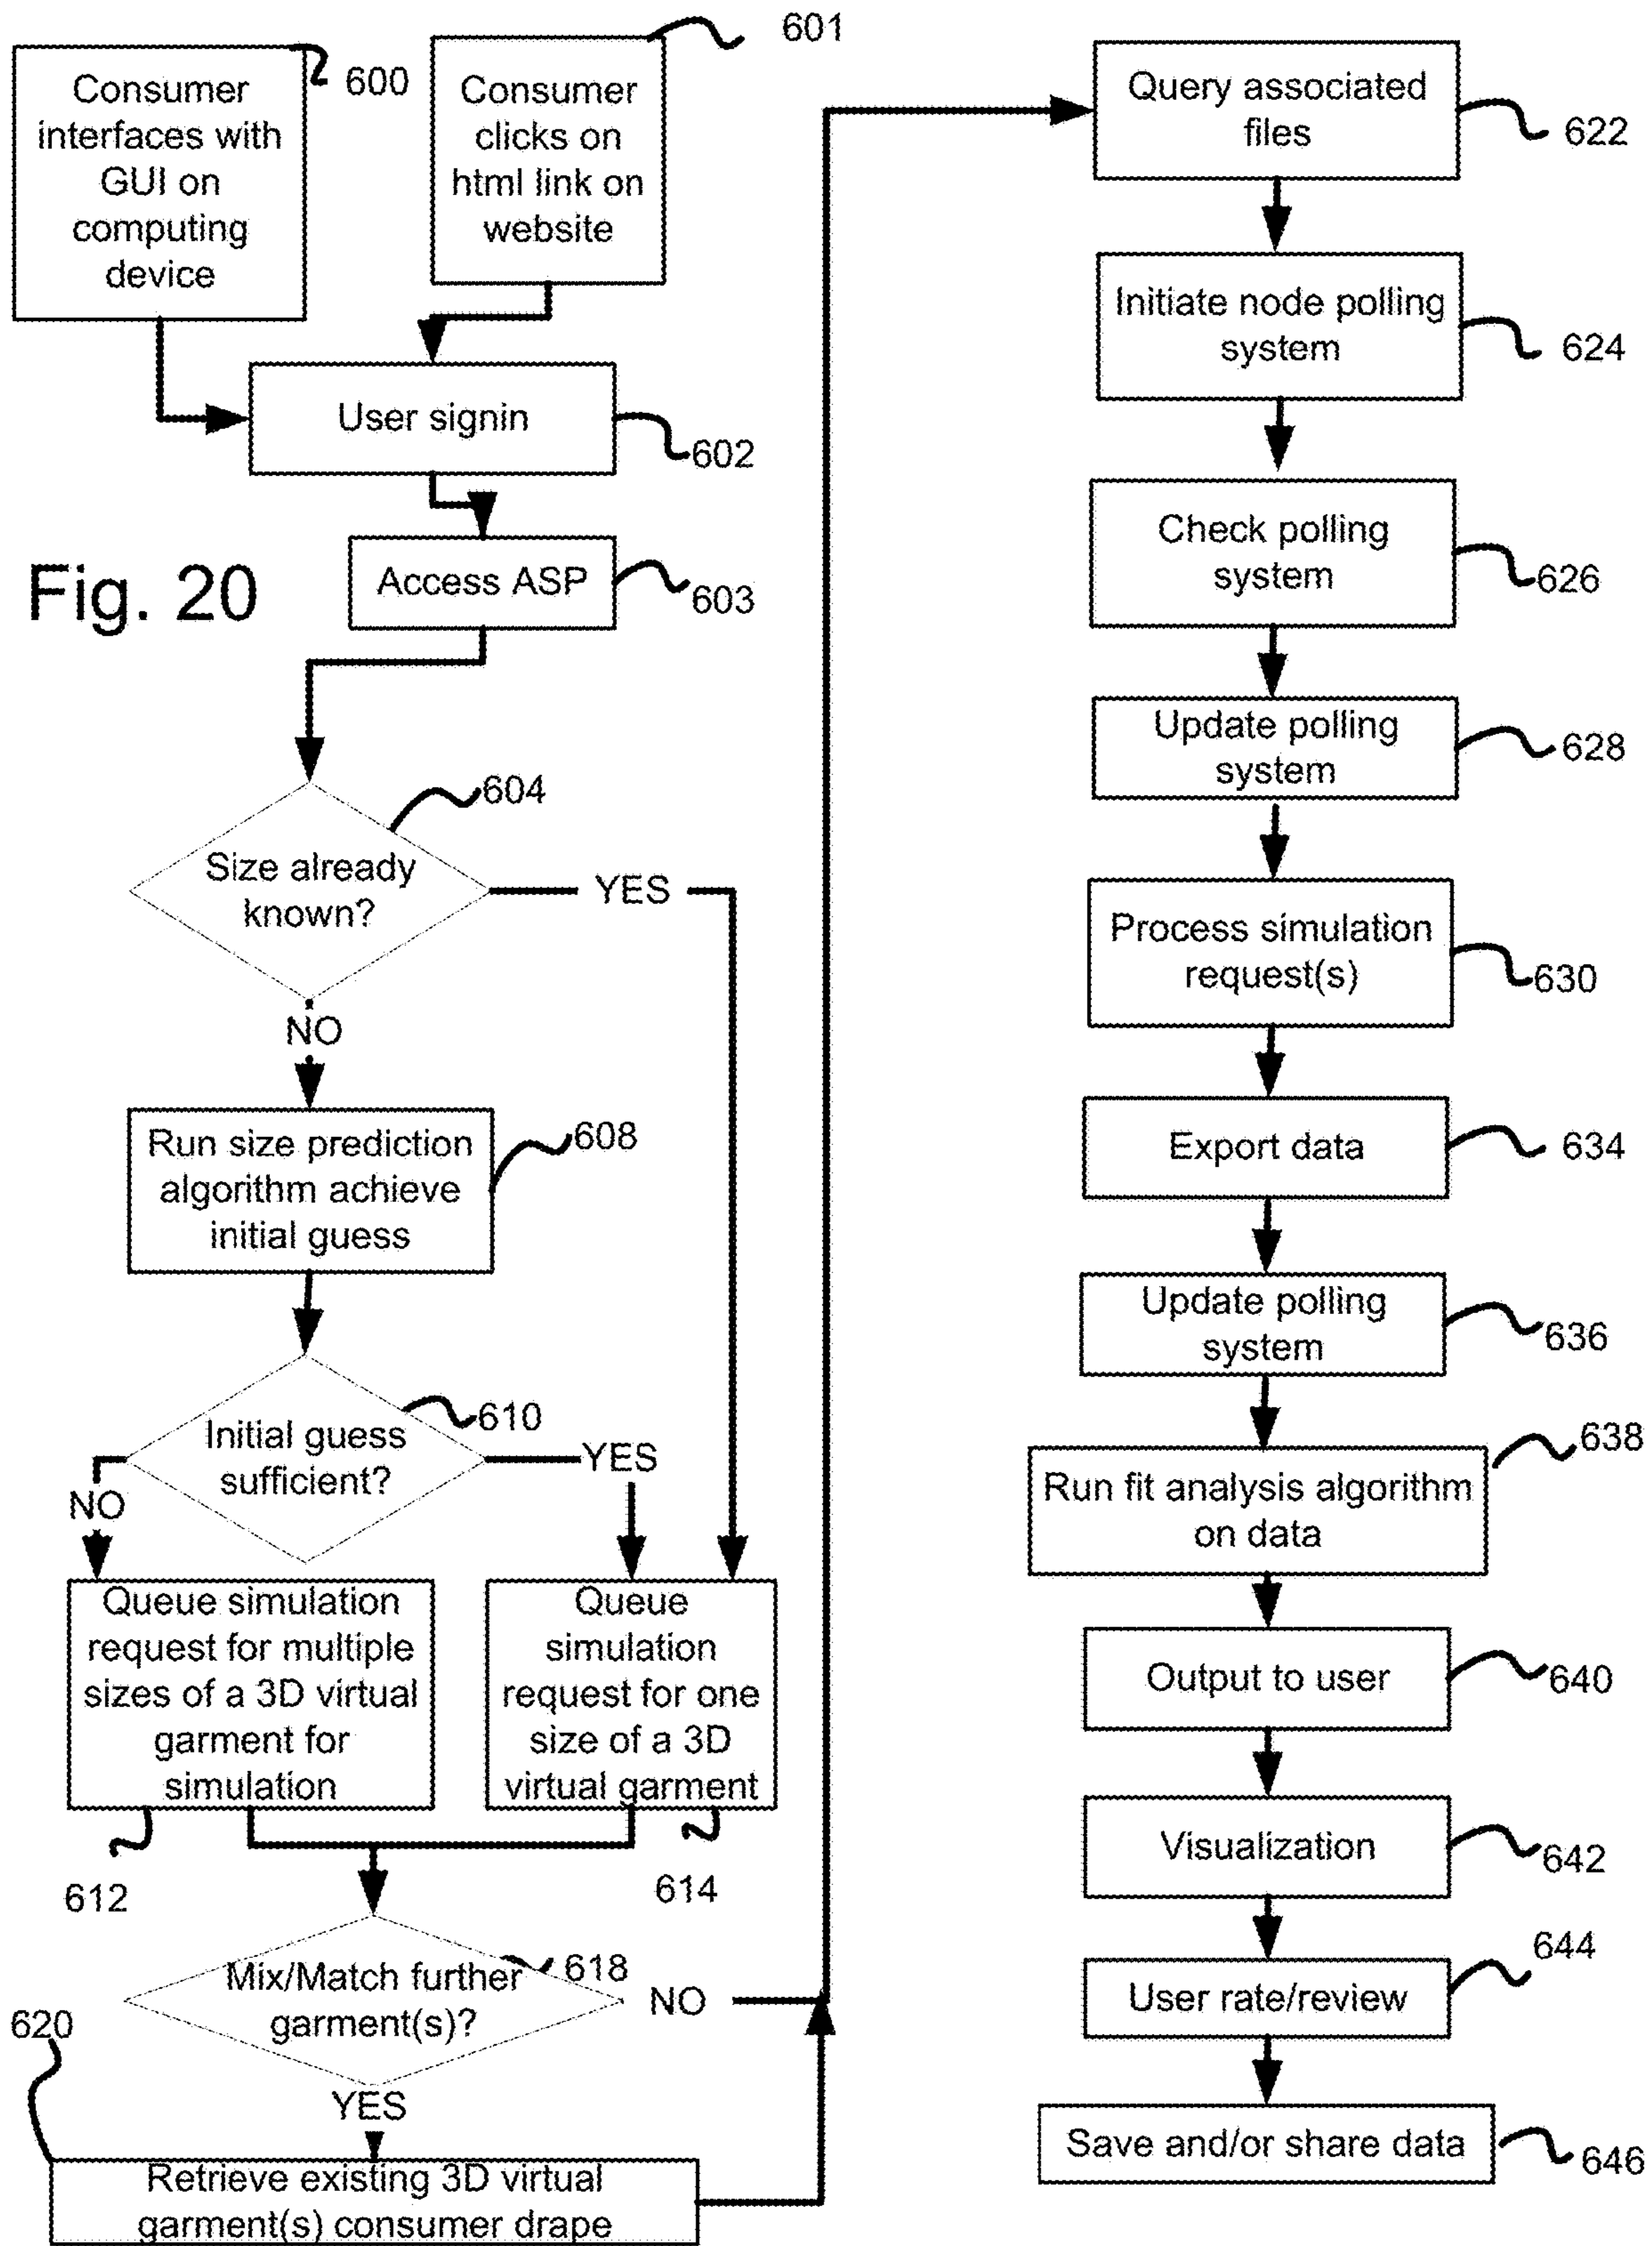 Consumer
interfaces with
GUI on
computing
device
600
Consumer
clicks on
html link on
website
601
User signin
602
Access ASP
603
Fig. 20
604
Size already
known?
YES
NO
Run size prediction
algorithm achieve
initial guess
608
610
Initial guess
sufficient?
YES
NO
Queue simulation
request for multiple
sizes of a 3D virtual
garment for
simulation
612
Queue
simulation
request for one
size of a 3D
virtual garment
614
Mix/Match further
garment(s)?
618
NO
YES
620
Retrieve existing 3D virtual
garment(s) consumer drape
Query associated
files
622
Initiate node polling
system
624
Check polling
system
626
Update polling
system
628
Process simulation
request(s)
630
Export data
634
Update polling
system
636
Run fit analysis algorithm
on data
638
Output to user
640
Visualization
642
User rate/review
644
Save and/or share data
646